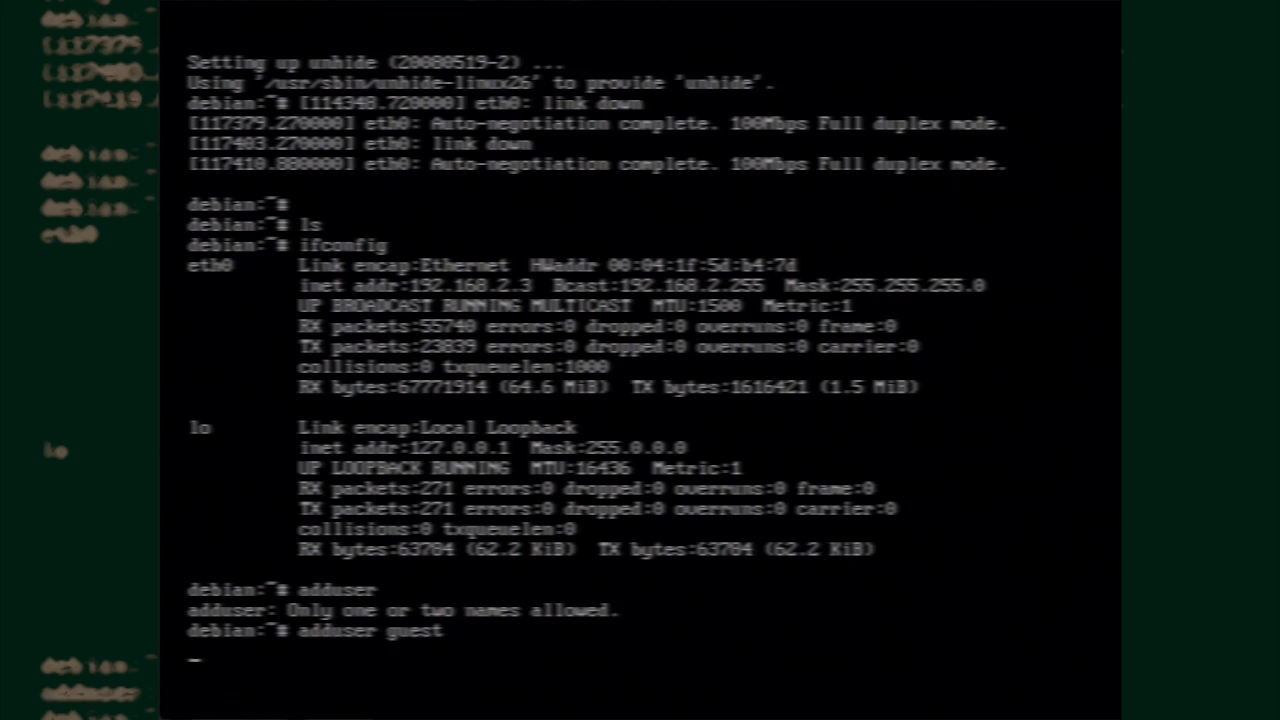 Setting up unhide (20080519-2) ...
Using '/usr/sbin/unhide-linux26' to provide 'unhide'.
debian:~# [114348.720000] eth0: link down
[117379.270000] eth0: Auto-negotiation complete. 100Mbps Full duplex mode.
[117403.270000] eth0: link down
[117410.880000] eth0: Auto-negotiation complete. 100Mbps Full duplex mode.
debian:~#
debian:~# ls
debian:~# ifconfig
eth0 Link encap:Ethernet HWaddr 00:04:1f:5d:b4:7d
inet addr:192.168.2.3 Bcast:192.168.2.255 Mask:255.255.255.0
UP BROADCAST RUNNING MULTICAST MTU:1500 Metric:1
RX packets:55740 errors:0 dropped:0 overruns:0 frame:0
TX packets:23839 errors:0 dropped:0 overruns:0 carrier:0
collisions:0 txqueuelen:1000
RX bytes:67771914 (64.6 MiB) TX bytes:1616421 (1.5 MiB)
lo Link encap:Local Loopback
inet addr:127.0.0.1 Mask:255.0.0.0
UP LOOPBACK RUNNING MTU:16436 Metric:1
RX packets:271 errors:0 dropped:0 overruns:0 frame:0
TX packets:271 errors:0 dropped:0 overruns:0 carrier:0
collisions:0 txqueuelen:0
RX bytes:63704 (62.2 KiB) TX bytes:63704 (62.2 KiB)
debian:~# adduser
adduser: Only one or two names allowed.
debian:~# adduser guest